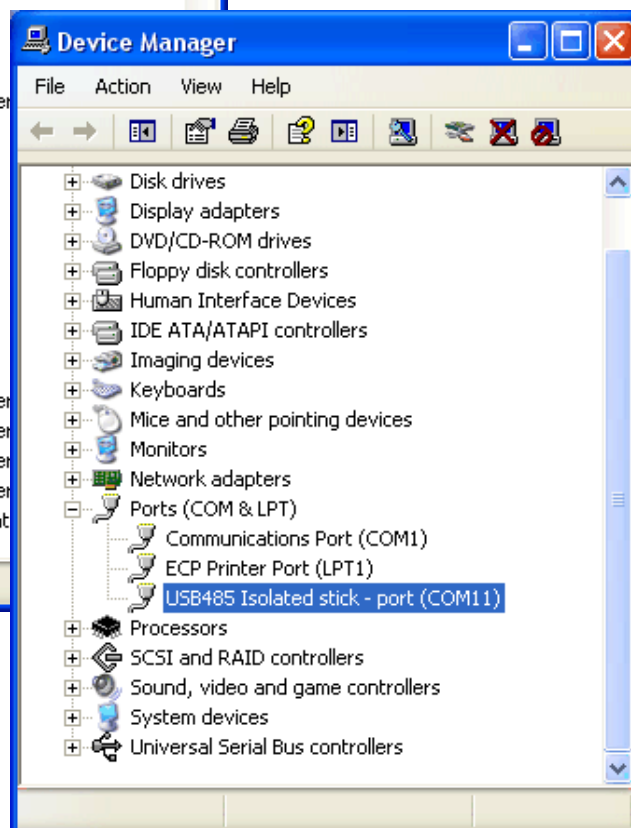 Device Manager
File Action View Help
Disk drives
Display adapters
DVD/CD-ROM drives
Floppy disk controllers
Human Interface Devices
IDE ATA/ATAPI controllers
Imaging devices
Keyboards
Mice and other pointing devices
Monitors
Network adapters
Ports (COM & LPT)
Communications Port (COM1)
ECP Printer Port (LPT1)
USB485 Isolated stick - port (COM11)
Processors
SCSI and RAID controllers
Sound, video and game controllers
System devices
Universal Serial Bus controllers